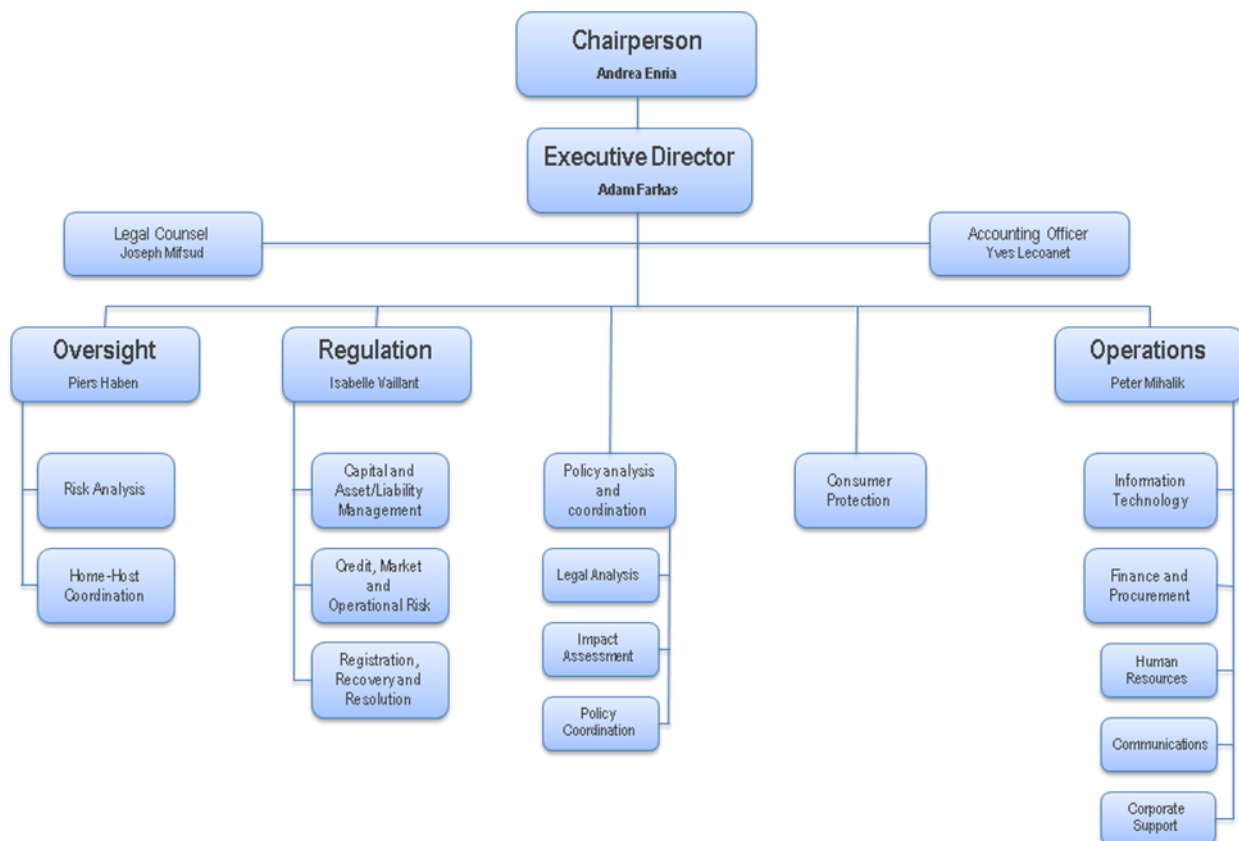 Chairperson
Andrea Enria
Executive Director
Adam Farkas
Legal Counsel
Joseph Mifsud
Accounting Officer
Yves Lecoanet
Oversight
Piers Haben
Regulation
Isabelle Vaillant
Operations
Peter Mihalik
Risk Analysis
Home-Host
Coordination
Capital and
Asset/Liability
Management
Credit, Market
and
Operational Risk
Registration,
Recovery and
Resolution
Policy analysis
and
coordination
Legal Analysis
Impact
Assessment
Policy
Coordination
Consumer
Protection
Information
Technology
Finance and
Procurement
Human
Resources
Communications
Corporate
Support